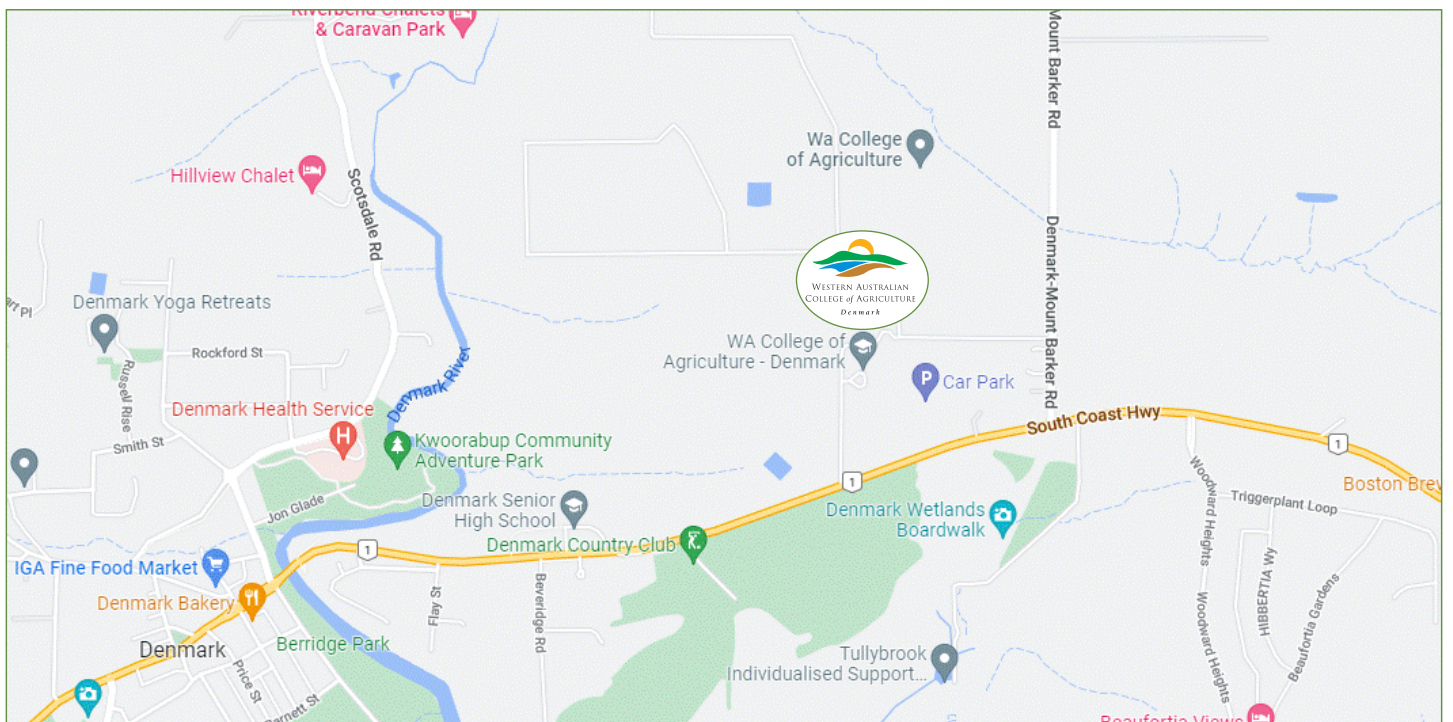 Riverbend Chalets
& Caravan Park
Mount Barker Rd
Wa College
of Agriculture
Hillview Chalet
Scotsdale Rd
Denmark-Mount Barker Rd
WESTERN AUSTRALIAN
COLLEGE of AGRICULTURE
Denmark
art Pl
Denmark Yoga Retreats
Rockford St
Russell Rise
WA College of
Agriculture - Denmark
P
Car Park
Denmark River
Denmark Health Service
H
South Coast Hwy
Kwoorabup Community
Adventure Park
Smith St
1
1
Boston Brew
Woodward Heights
Triggerplant Loop
Jon Glade
Denmark Senior
High School
Denmark Wetlands
Boardwalk
Denmark Country Club
1
IGA Fine Food Market
Denmark Bakery
Flay St
Beveridge Rd
HIBBERTIA Wy
Woodward Heights
Beaufortia Gardens
Denmark
Berridge Park
Price St
Barnett St
Tullybrook
Individualised Support...
Beaufortia Views